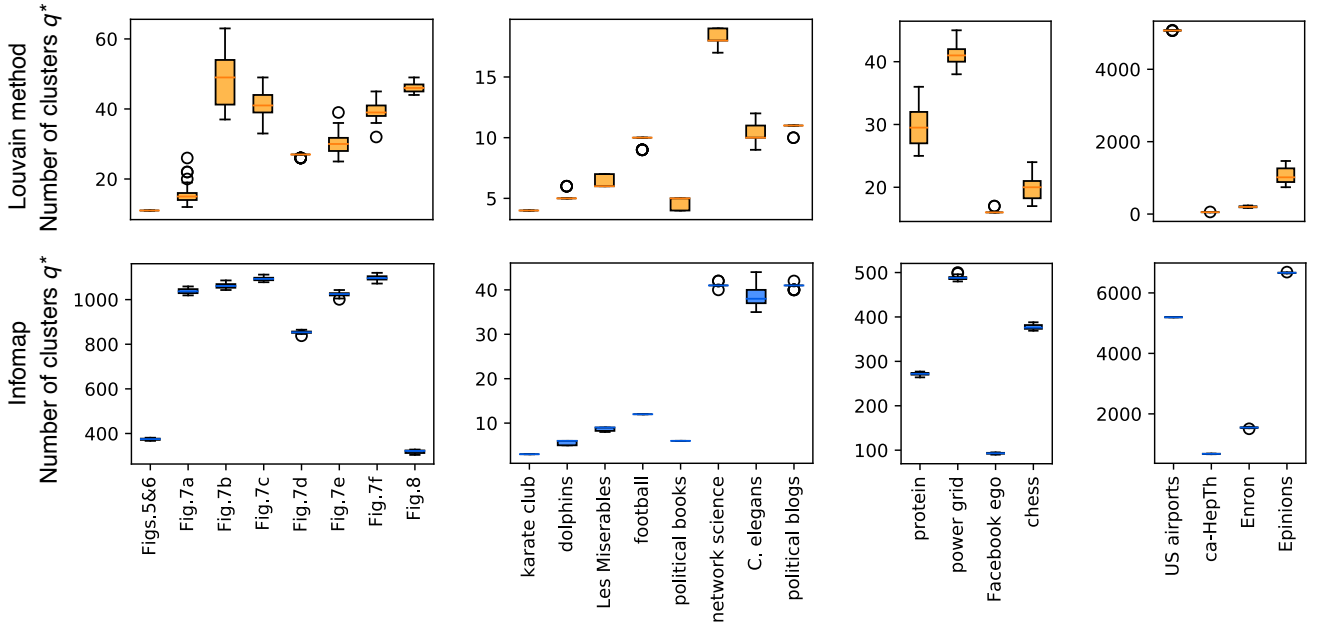 Louvain method
Number of clusters q*
60
40
20
15
10
5
40
30
20
4000
2000
0
Infomap
Number of clusters q*
1000
800
600
400
40
30
20
10
500
400
300
200
100
6000
4000
2000
Figs.5&6
Fig.7a
Fig.7b
Fig.7c
Fig.7d
Fig.7e
Fig.7f
Fig.8
karate club
dolphins
Les Miserables
football
political books
network science
C. elegans
political blogs
protein
power grid
Facebook ego
chess
US airports
ca-HepTh
Enron
Epinions